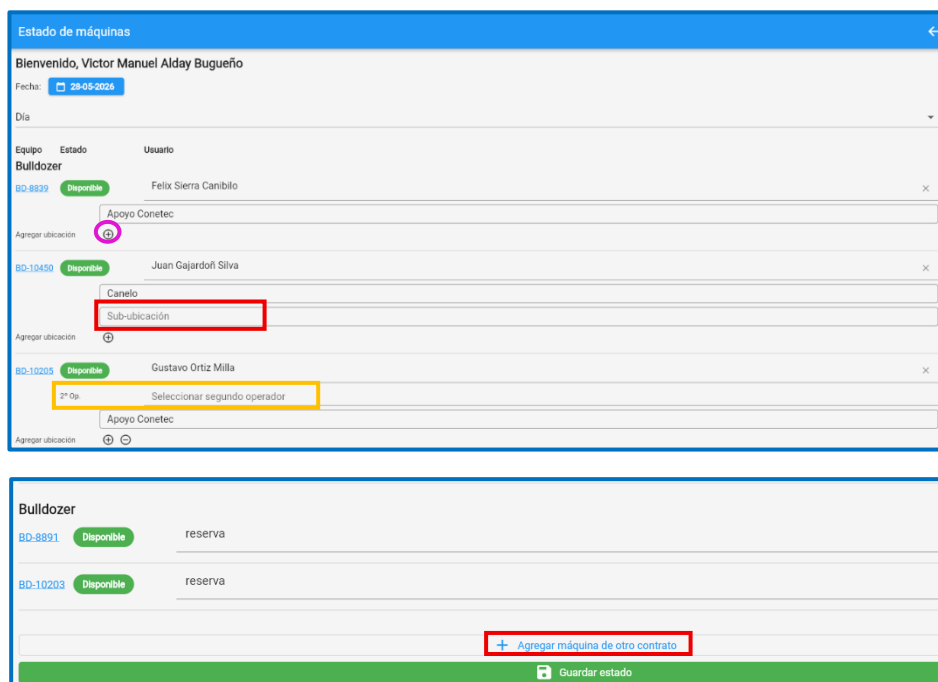 Estado de máquinas
Bienvenido, Victor Manuel Alday Bugueño
Fecha: 28-05-2026
Día
Equipo Estado Usuario
Bulldozer
BD-8839 Disponible Felix Sierra Canibilo
Apoyo Conetec
Agregar ubicación
BD-10450 Disponible Juan Gajardoñ Silva
Canelo
Sub-ubicación
Agregar ubicación
BD-10205 Disponible Gustavo Ortiz Milla
2° Op. Seleccionar segundo operador
Apoyo Conetec
Agregar ubicación
Bulldozer
BD-8891 Disponible reserva
BD-10203 Disponible reserva
+ Agregar máquina de otro contrato
Guardar estado